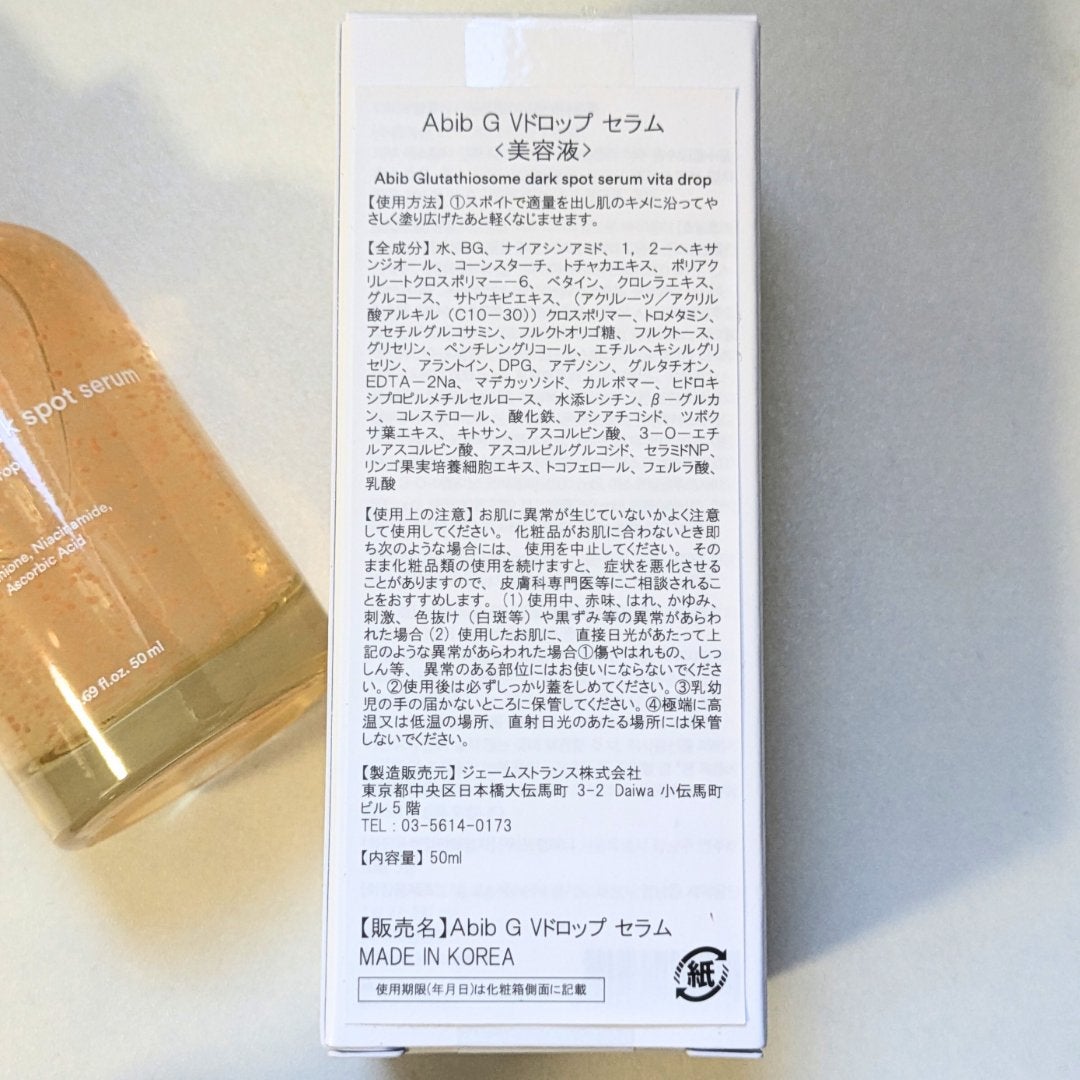 Abib G Vドロップ セラム
<美容液>
Abib Glutathiosome dark spot serum vita drop
【使用方法】①スポイトで適量を出し肌のキメに沿ってや
さしく塗り広げたあと軽くなじませます。
【全成分】水、BG、ナイアシンアミド、1,2-ヘキサ
ンジオール、コーンスターチ、トチャカエキス、ポリアク
リレートクロスポリマー-6、ベタイン、クロレラエキス、
グルコース、サトウキビエキス、(アクリレーツ/アクリル
酸アルキル(C10-30))クロスポリマー、トロメタミン、
アセチルグルコサミン、フルクトオリゴ糖、フルクトース、
グリセリン、ペンチレングリコール、エチルヘキシルグリ
セリン、アラントイン、DPG、アデノシン、グルタチオン、
EDTA-2Na、マデカッソシド、カルボマー、ヒドロキ
シプロピルメチルセルロース、水添レシチン、β-グルカ
ン、コレステロール、酸化鉄、アシアチコシド、ツボク
サ葉エキス、キトサン、アスコルビン酸、3-O-エチ
ルアスコルビン酸、アスコルビルグルコシド、セラミドNP、
リンゴ果実培養細胞エキス、トコフェロール、フェルラ酸、
乳酸
【使用上の注意】お肌に異常が生じていないかよく注意
して使用してください。化粧品がお肌に合わないとき即
ち次のような場合には、使用を中止してください。その
まま化粧品類の使用を続けますと、症状を悪化させる
ことがありますので、皮膚科専門医等にご相談されるこ
とをおすすめします。(1)使用中、赤味、はれ、かゆみ、
刺激、色抜け(白斑等)や黒ずみ等の異常があらわ
れた場合(2)使用したお肌に、直接日光があたって上
記のような異常があらわれた場合①傷やはれもの、しっ
しん等、異常のある部位にはお使いにならないでくださ
い。②使用後は必ずしっかり蓋をしめてください。③乳幼
児の手の届かないところに保管してください。④極端に高
温又は低温の場所、直射日光のあたる場所には保管
しないでください。
【製造販売元】ジェームストランス株式会社
東京都中央区日本橋大伝馬町 3-2 Daiwa 小伝馬町
ビル5階
TEL : 03-5614-0173
【内容量】50ml
【販売名】Abib G Vドロップ セラム
MADE IN KOREA
使用期限(年月日)は化粧箱側面に記載
紙
spot serum
Niacinamide,
Ascorbic Acid
fl.oz. 50 ml